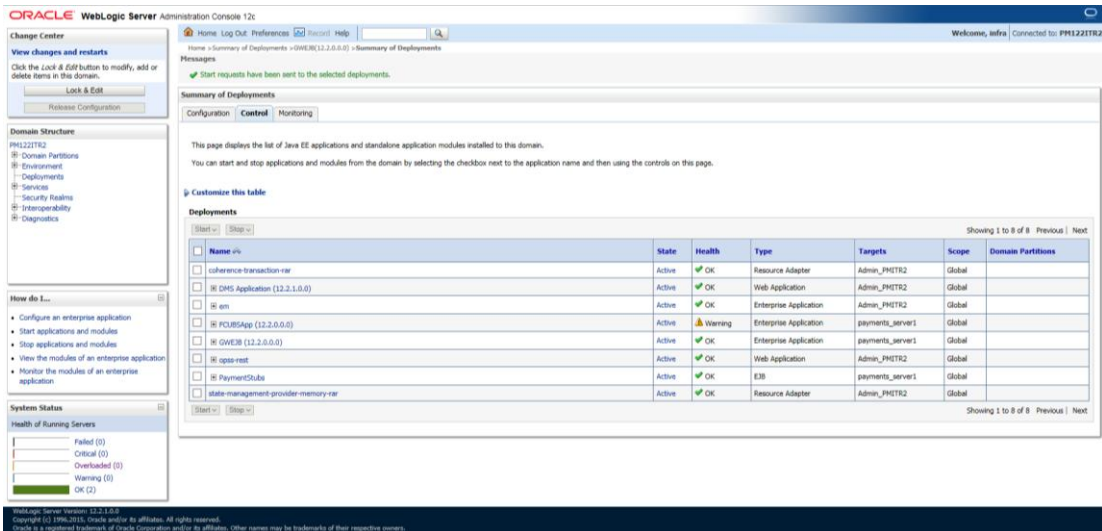 ORACLE WebLogic Server Administration Console 12c
Change Center
View changes and restarts
Click the Lock & Edit button to modify, add or
delete items in this domain.
Lock & Edit
Release Configuration
Domain Structure
PM122ITR2
Domain Partitions
Environment
Deployments
Services
Security Realms
Interoperability
Diagnostics
How do I...
Configure an enterprise application
Start applications and modules
Stop applications and modules
View the modules of an enterprise application
Monitor the modules of an enterprise
application
System Status
Health of Running Servers
Failed (0)
Critical (0)
Overloaded (0)
Warning (0)
OK (2)
Home Log Out Preferences Record Help
Welcome, infra Connected to: PM122ITR2
Home >Summary of Deployments >GWEJB(12.2.0.0.0) >Summary of Deployments
Messages
Start requests have been sent to the selected deployments.
Summary of Deployments
Configuration Control Monitoring
This page displays the list of Java EE applications and standalone application modules installed to this domain.
You can start and stop applications and modules from the domain by selecting the checkbox next to the application name and then using the controls on this page.
Customize this table
Deployments
Start Stop Showing 1 to 8 of 8 Previous | Next
Name State Health Type Targets Scope Domain Partitions
coherence-transaction-rar Active OK Resource Adapter Admin_PMITR2 Global
DMS Application (12.2.1.0.0) Active OK Web Application Admin_PMITR2 Global
em Active OK Enterprise Application Admin_PMITR2 Global
FCUBSApp (12.2.0.0.0) Active Warning Enterprise Application payments_server1 Global
GWEJB (12.2.0.0.0) Active OK Enterprise Application payments_server1 Global
opss-rest Active OK Web Application Admin_PMITR2 Global
PaymentStubs Active OK EJB payments_server1 Global
state-management-provider-memory-rar Active OK Resource Adapter Admin_PMITR2 Global
Start Stop Showing 1 to 8 of 8 Previous | Next
WebLogic Server Version: 12.2.1.0.0
Copyright (c) 1996,2015, Oracle and/or its affiliates. All rights reserved.
Oracle is a registered trademark of Oracle Corporation and/or its affiliates. Other names may be trademarks of their respective owners.